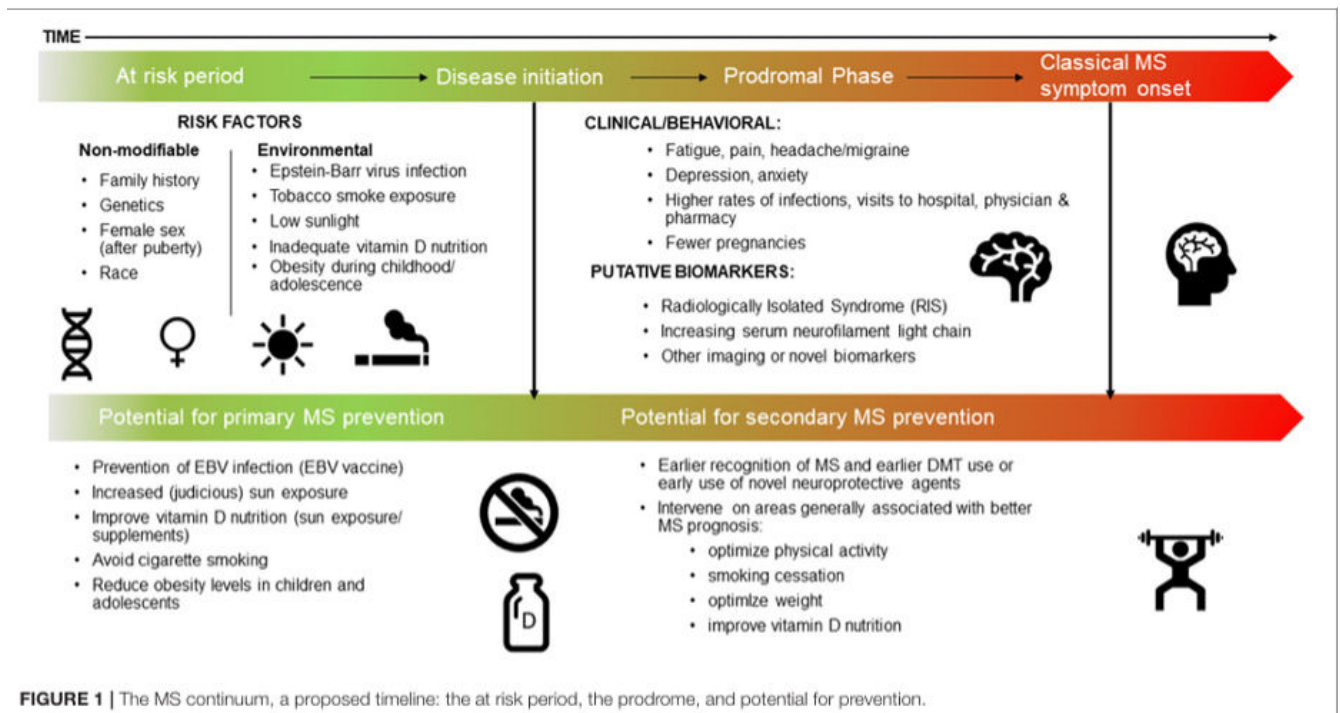 TIME
At risk period
Disease initiation
Prodromal Phase
Classical MS
symptom onset
RISK FACTORS
Non-modifiable
• Family history
• Genetics
• Female sex
(after puberty)
• Race
Environmental
• Epstein-Barr virus infection
• Tobacco smoke exposure
• Low sunlight
• Inadequate vitamin D nutrition
• Obesity during childhood/
adolescence
CLINICAL/BEHAVIORAL:
• Fatigue, pain, headache/migraine
• Depression, anxiety
• Higher rates of infections, visits to hospital, physician &
pharmacy
• Fewer pregnancies
PUTATIVE BIOMARKERS:
• Radiologically Isolated Syndrome (RIS)
• Increasing serum neurofilament light chain
• Other imaging or novel biomarkers
Potential for primary MS prevention
Potential for secondary MS prevention
• Prevention of EBV infection (EBV vaccine)
• Increased (judicious) sun exposure
• Improve vitamin D nutrition (sun exposure/
supplements)
• Avoid cigarette smoking
• Reduce obesity levels in children and
adolescents
D
• Earlier recognition of MS and earlier DMT use or
early use of novel neuroprotective agents
• Intervene on areas generally associated with better
MS prognosis:
• optimize physical activity
• smoking cessation
• optimize weight
• improve vitamin D nutrition
FIGURE 1 | The MS continuum, a proposed timeline: the at risk period, the prodrome, and potential for prevention.